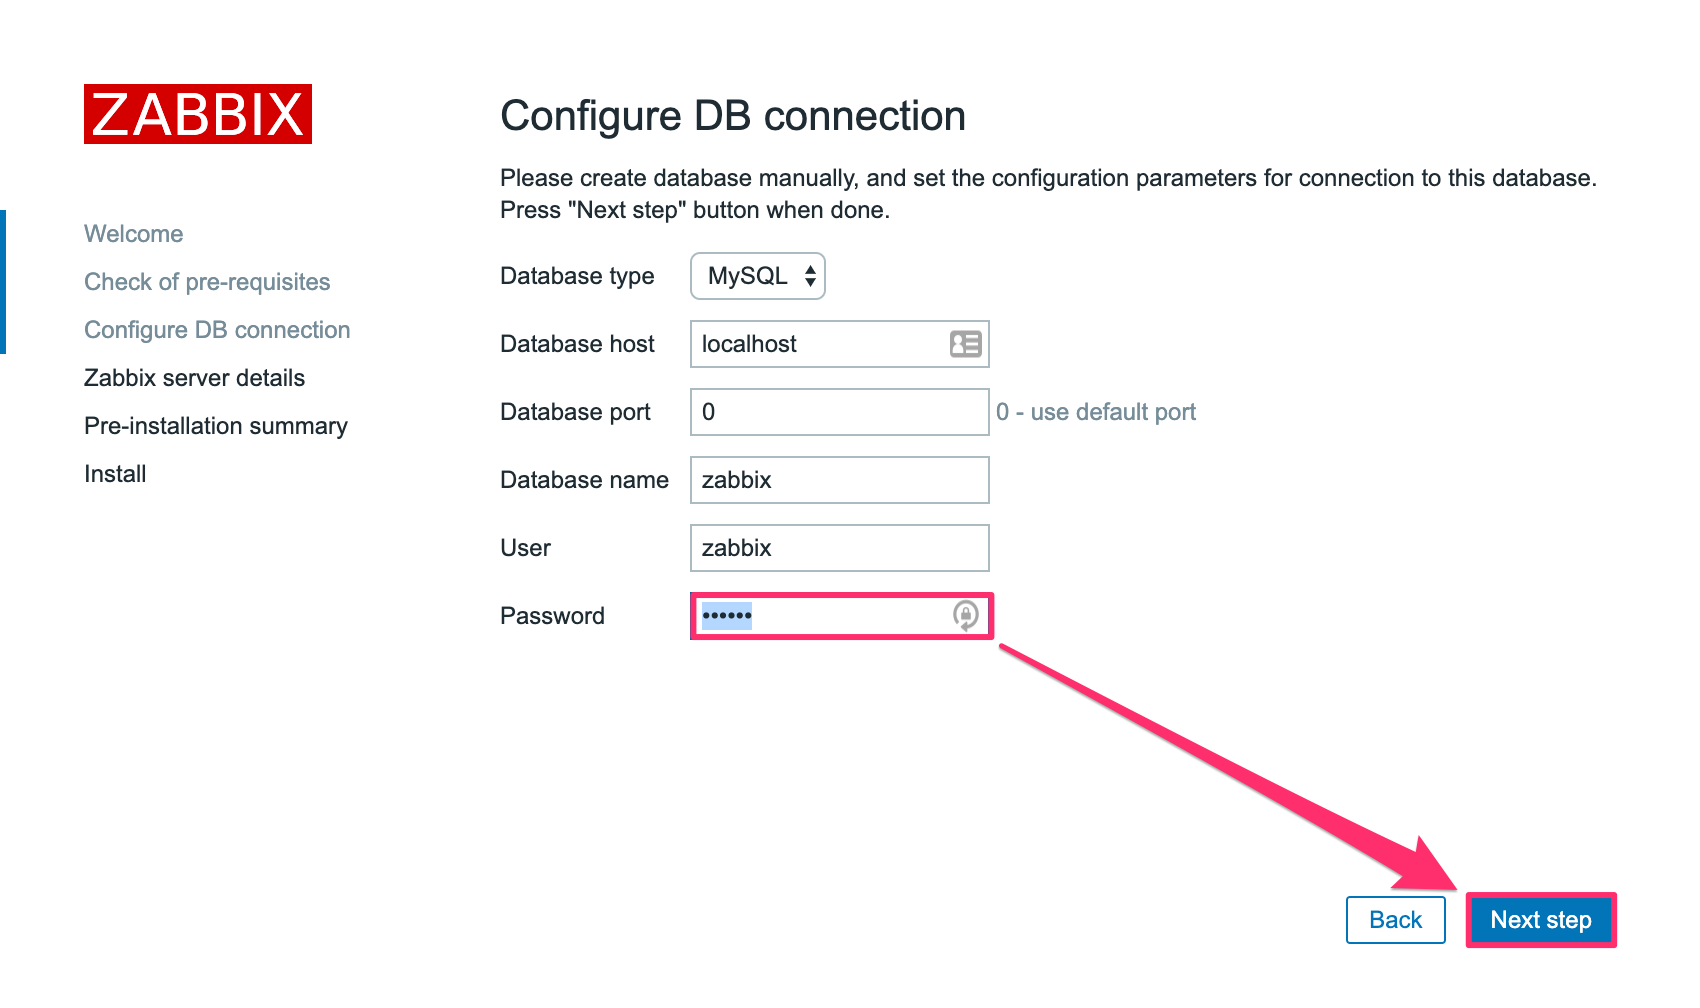 ZABBIX
Welcome
Check of pre-requisites
Configure DB connection
Zabbix server details
Pre-installation summary
Install
Configure DB connection
Please create database manually, and set the configuration parameters for connection to this database.
Press "Next step" button when done.
Database type MySQL
Database host localhost
Database port 0 0 - use default port
Database name zabbix
User zabbix
Password ••••••
Back Next step